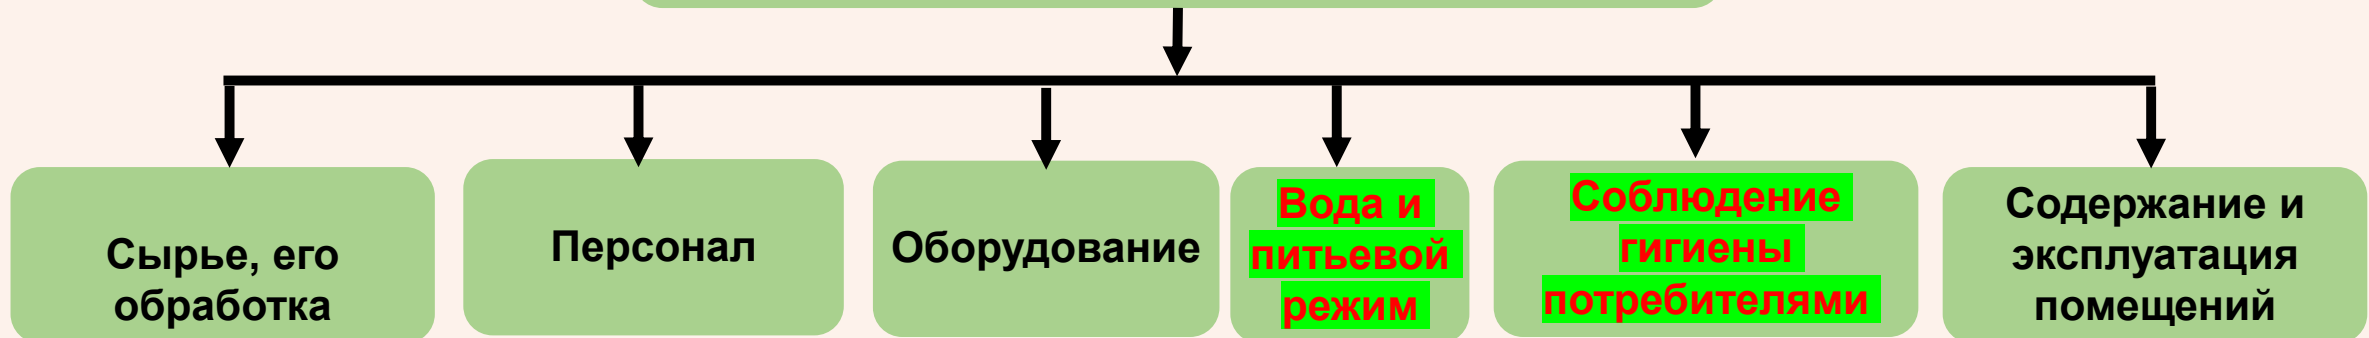 Сырье, его
обработка
Персонал
Оборудование
Вода и
питьевой
режим
Соблюдение
гигиены
потребителями
Содержание и
эксплуатация
помещений